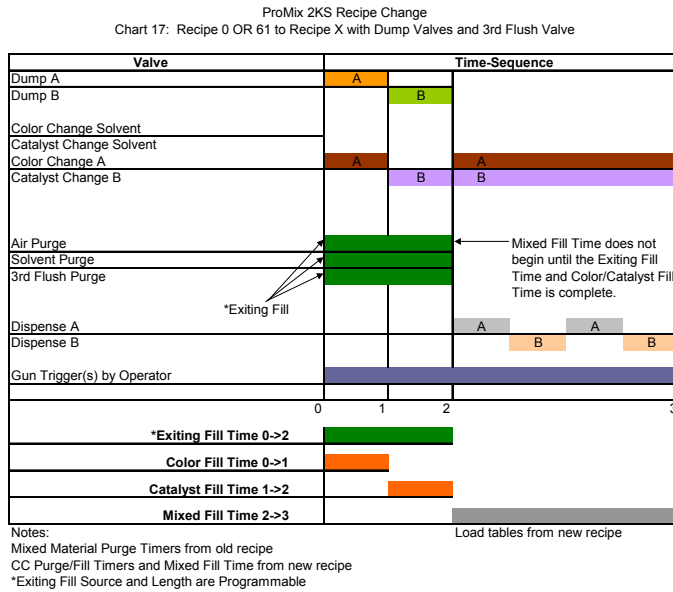 ProMix 2KS Recipe Change
Chart 17: Recipe 0 OR 61 to Recipe X with Dump Valves and 3rd Flush Valve
Valve Time-Sequence
Dump A A
Dump B B
Color Change Solvent
Catalyst Change Solvent
Color Change A A A
Catalyst Change B B B
Air Purge Mixed Fill Time does not
Solvent Purge begin until the Exiting Fill
3rd Flush Purge Time and Color/Catalyst Fill
Time is complete.
*Exiting Fill
Dispense A A A
Dispense B B B
Gun Trigger(s) by Operator
0 1 2 3
*Exiting Fill Time 0->2
Color Fill Time 0->1
Catalyst Fill Time 1->2
Mixed Fill Time 2->3
Notes: Load tables from new recipe
Mixed Material Purge Timers from old recipe
CC Purge/Fill Timers and Mixed Fill Time from new recipe
*Exiting Fill Source and Length are Programmable